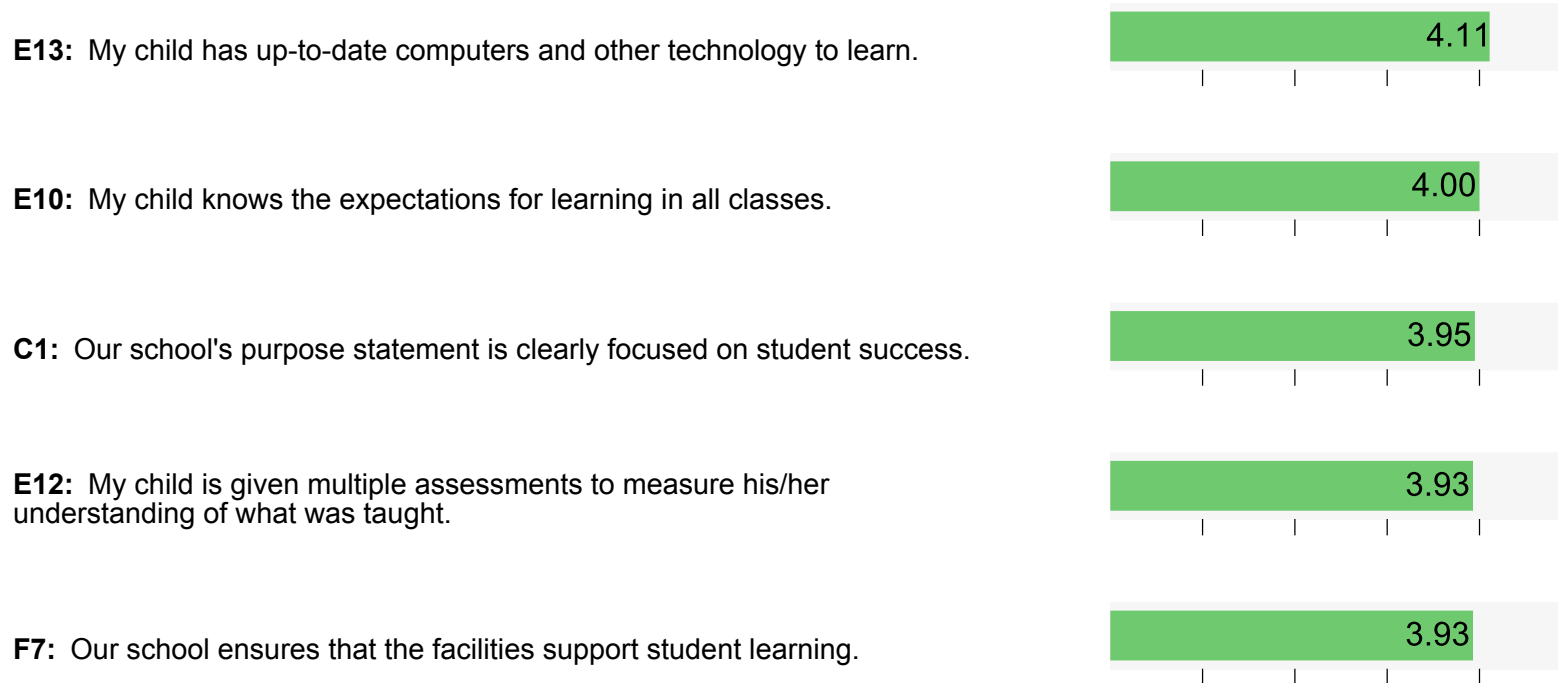 E13: My child has up-to-date computers and other technology to learn.
4.11
E10: My child knows the expectations for learning in all classes.
4.00
C1: Our school's purpose statement is clearly focused on student success.
3.95
E12: My child is given multiple assessments to measure his/her
understanding of what was taught.
3.93
F7: Our school ensures that the facilities support student learning.
3.93